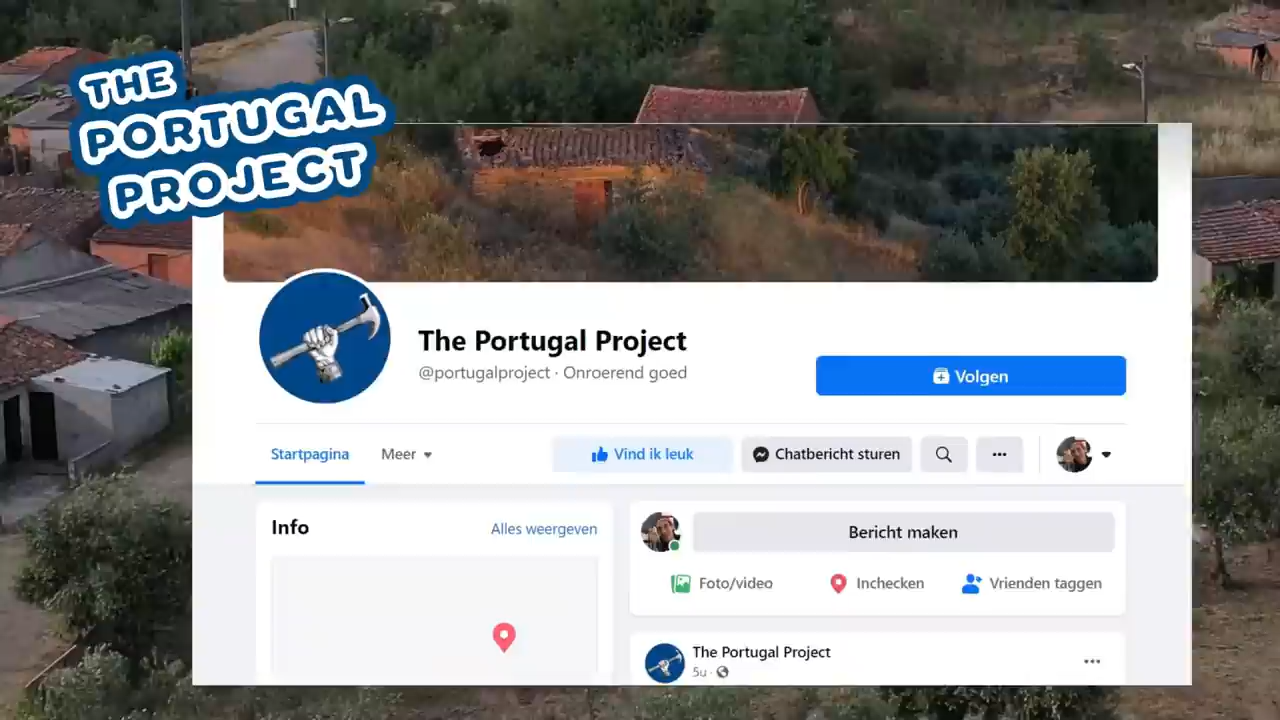 THE
PORTUGAL
PROJECT
The Portugal Project
@portugalproject · Onroerend goed
Volgen
Startpagina
Meer
Vind ik leuk
Chatbericht sturen
Info
Alles weergeven
Bericht maken
Foto/video
Inchecken
Vrienden taggen
The Portugal Project
5u ·